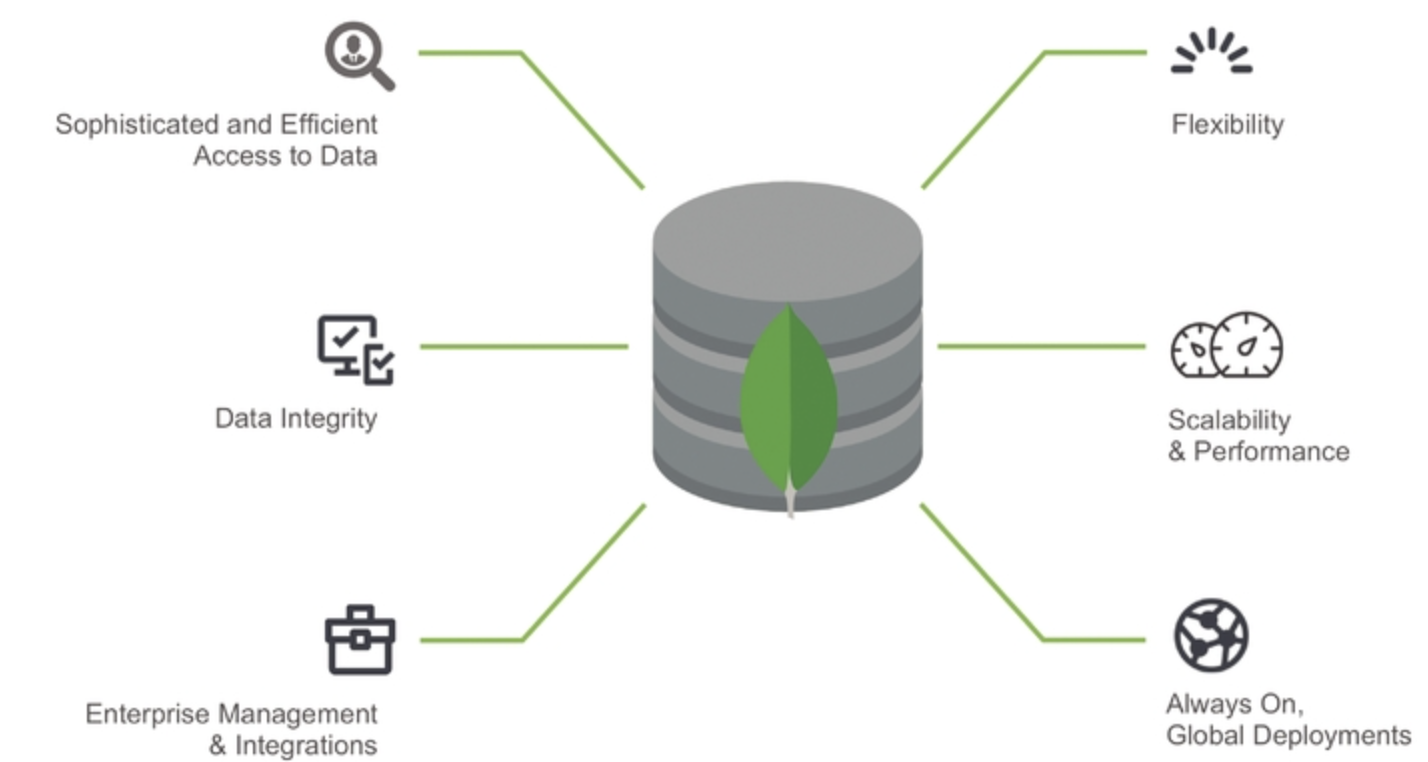 Sophisticated and Efficient
Access to Data
Flexibility
Data Integrity
Scalability
& Performance
Enterprise Management
& Integrations
Always On,
Global Deployments